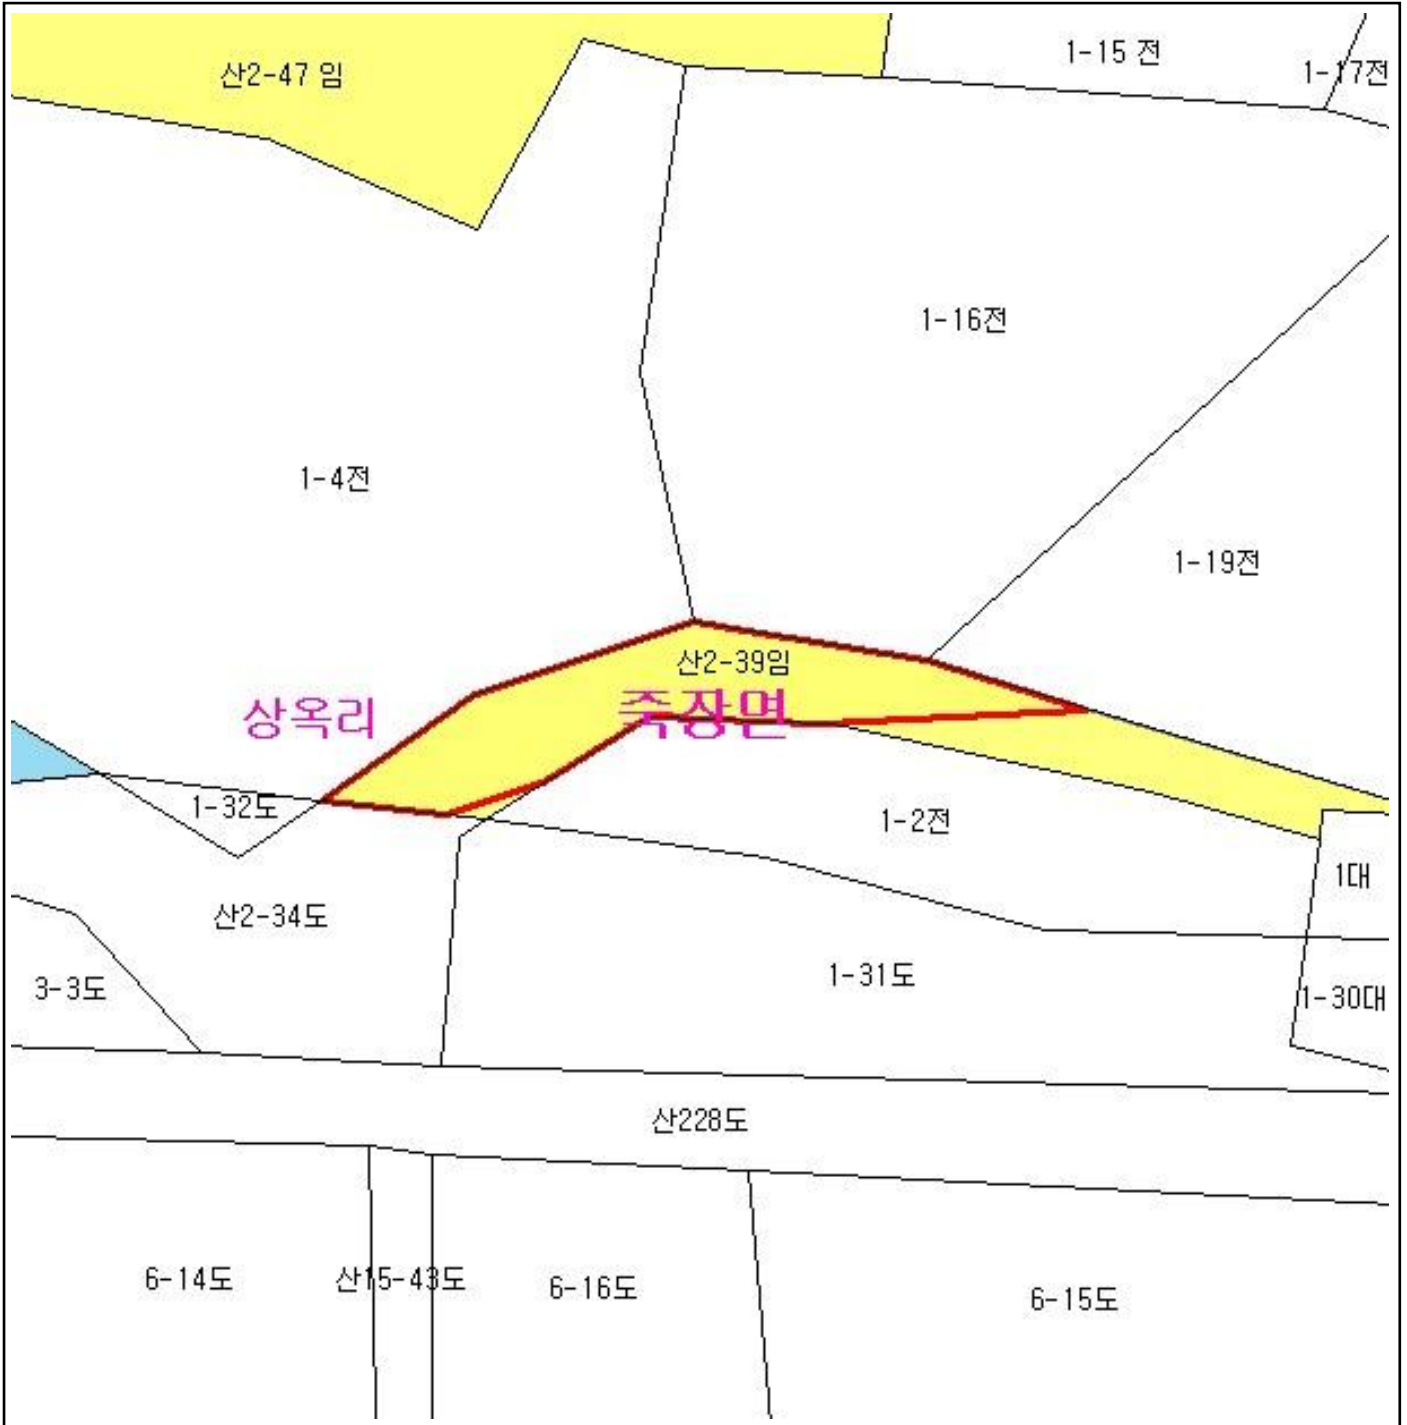 1-15 전
산2-47 임
1-17전
1-16전
1-4전
1-19전
산2-39임
상옥리
죽장면
1-32도
1-2전
1대
산2-34도
1-31도
3-3도
1-30대
산228도
6-14도
산15-43도
6-16도
6-15도